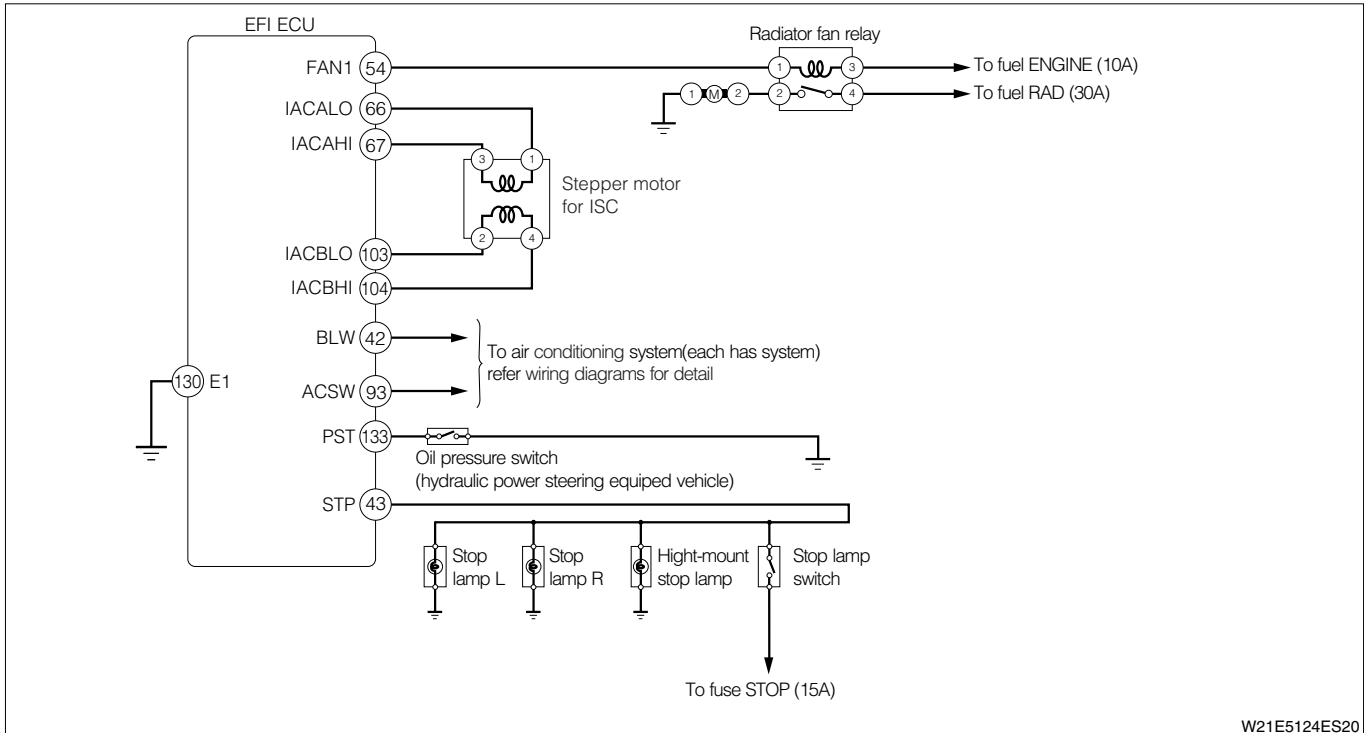 EFI ECU
Radiator fan relay
FAN1 54
1 3 To fuel ENGINE (10A)
1 M 2 2 4 To fuel RAD (30A)
IACALO 66
IACAHI 67
3 1
Stepper motor
for ISC
2 4
IACBLO 103
IACBHI 104
BLW 42
To air conditioning system(each has system)
refer wiring diagrams for detail
130 E1
ACSW 93
PST 133
Oil pressure switch
(hydraulic power steering equiped vehicle)
STP 43
Stop
lamp L
Stop
lamp R
Hight-mount
stop lamp
Stop lamp
switch
To fuse STOP (15A)
W21E5124ES20